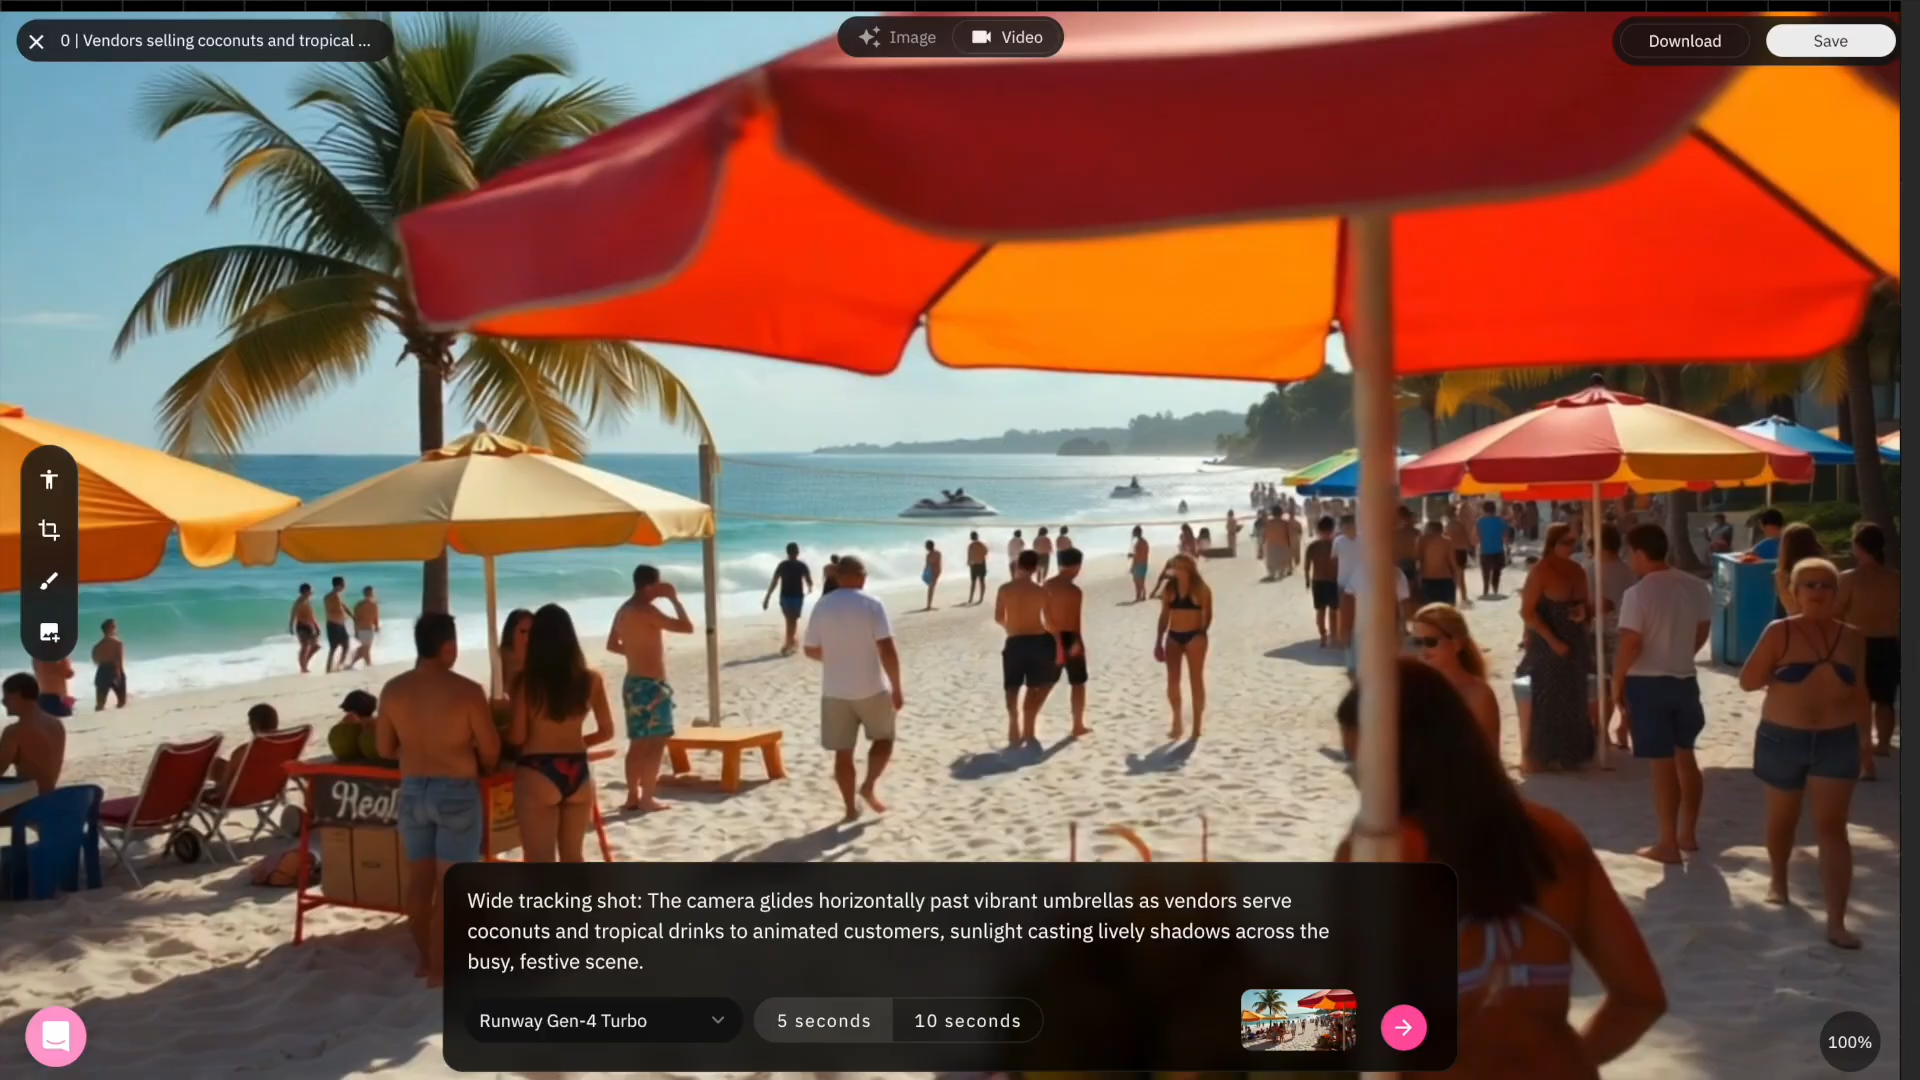 0 | Vendors selling coconuts and tropical ...
Image
Video
Download
Save
Wide tracking shot: The camera glides horizontally past vibrant umbrellas as vendors serve
coconuts and tropical drinks to animated customers, sunlight casting lively shadows across the
busy, festive scene.
Runway Gen-4 Turbo
5 seconds
10 seconds
100%